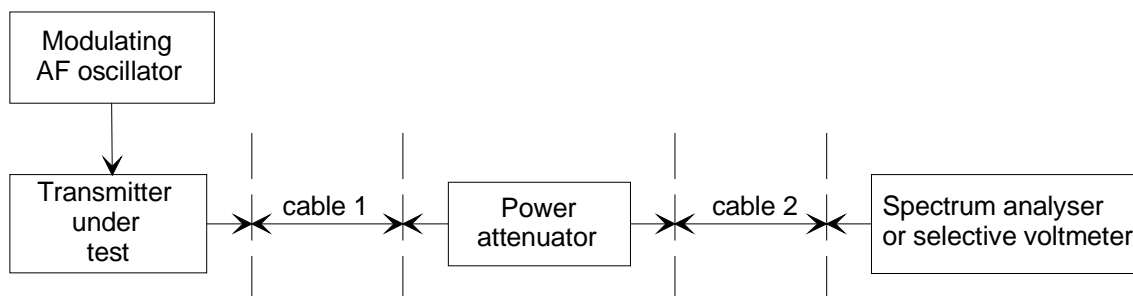 Modulating
AF oscillator
Transmitter
under
test
cable 1
Power
attenuator
cable 2
Spectrum analyser
or selective voltmeter